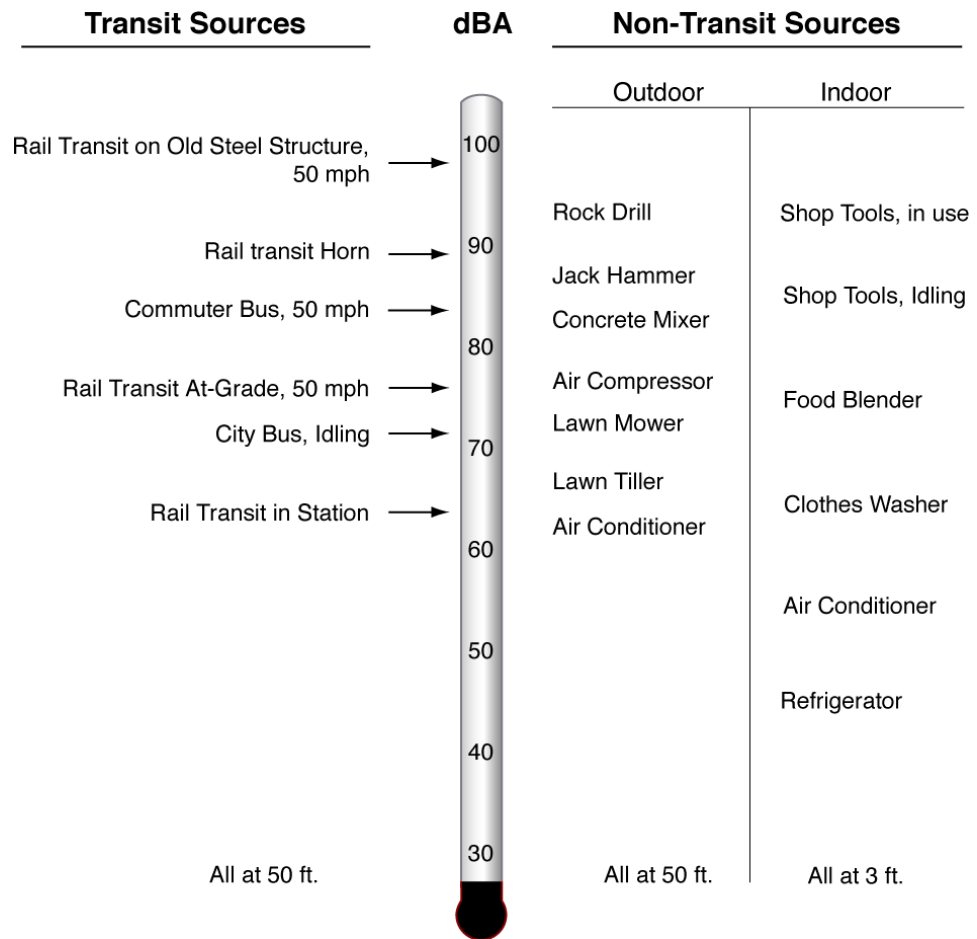 Transit Sources
dBA
Non-Transit Sources
Outdoor
Indoor
Rail Transit on Old Steel Structure,
50 mph
Rail transit Horn
Commuter Bus, 50 mph
Rail Transit At-Grade, 50 mph
City Bus, Idling
Rail Transit in Station
All at 50 ft.
100
90
80
70
60
50
40
30
Rock Drill
Jack Hammer
Concrete Mixer
Air Compressor
Lawn Mower
Lawn Tiller
Air Conditioner
All at 50 ft.
Shop Tools, in use
Shop Tools, Idling
Food Blender
Clothes Washer
Air Conditioner
Refrigerator
All at 3 ft.